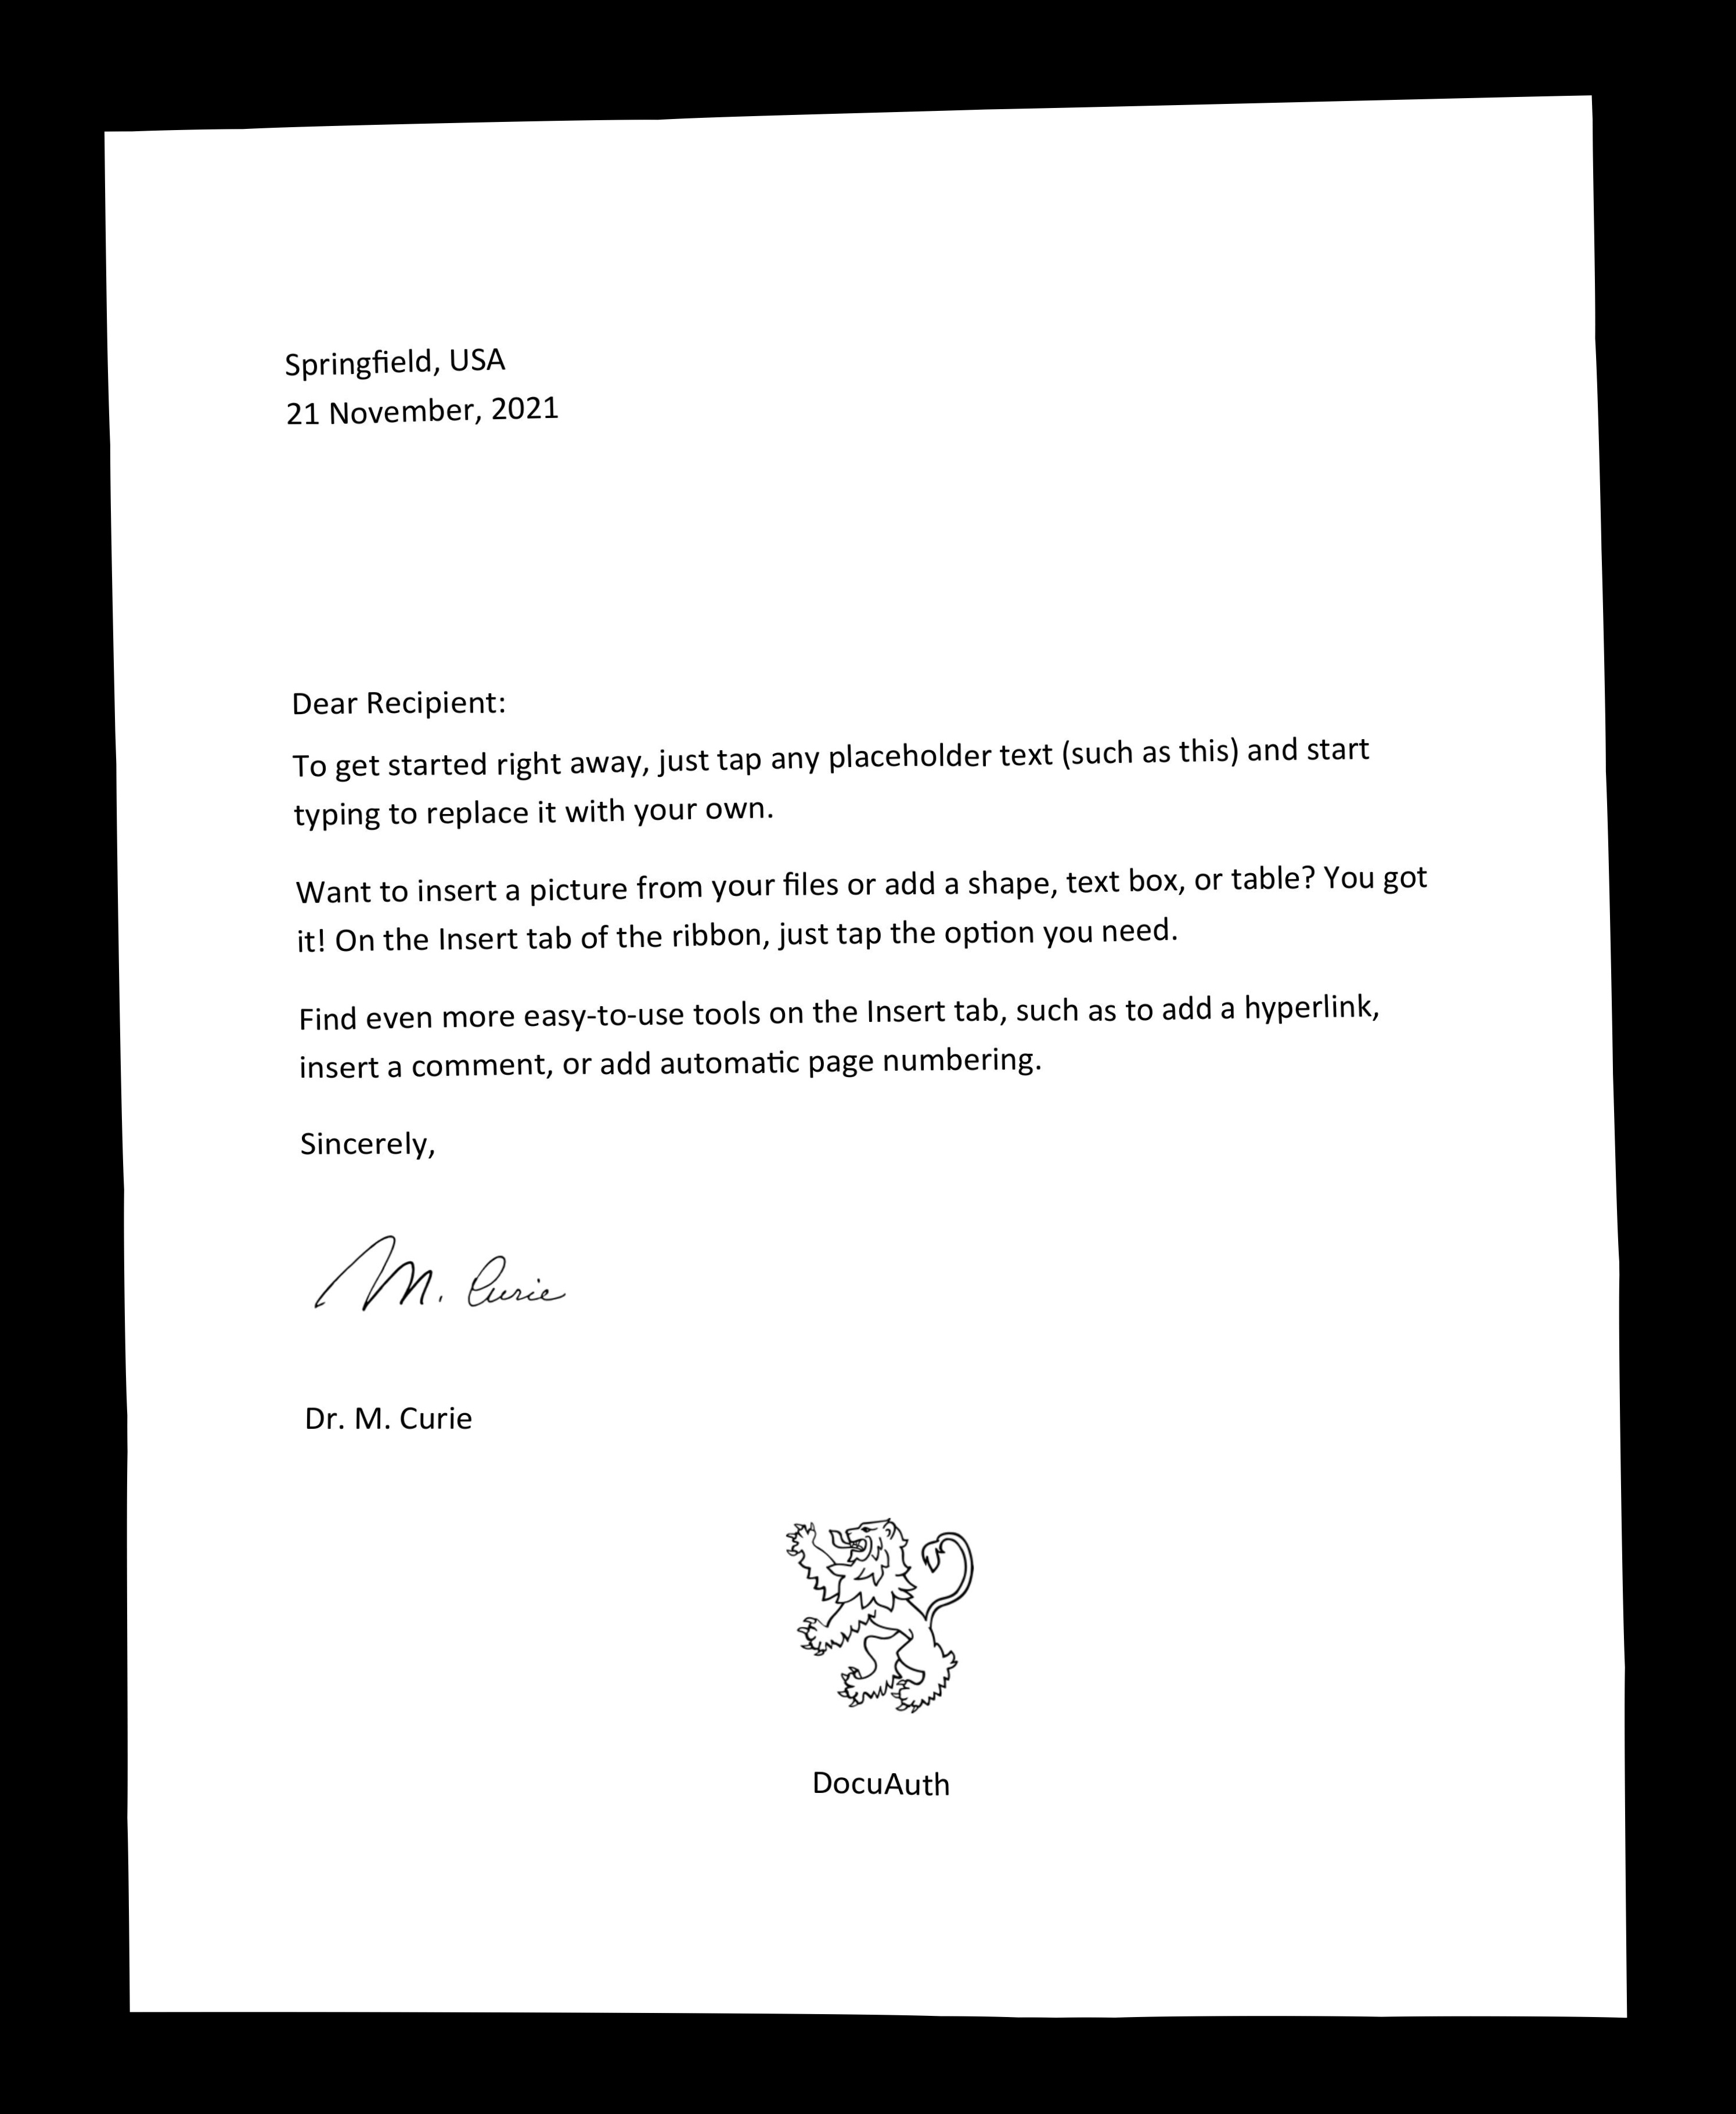 Springfield, USA
21 November, 2021
Dear Recipient:
To get started right away, just tap any placeholder text (such as this) and start
typing to replace it with your own.
Want to insert a picture from your files or add a shape, text box, or table? You got
it! On the Insert tab of the ribbon, just tap the option you need.
Find even more easy-to-use tools on the Insert tab, such as to add a hyperlink,
insert a comment, or add automatic page numbering.
Sincerely,
M. Curie
Dr. M. Curie
DocuAuth